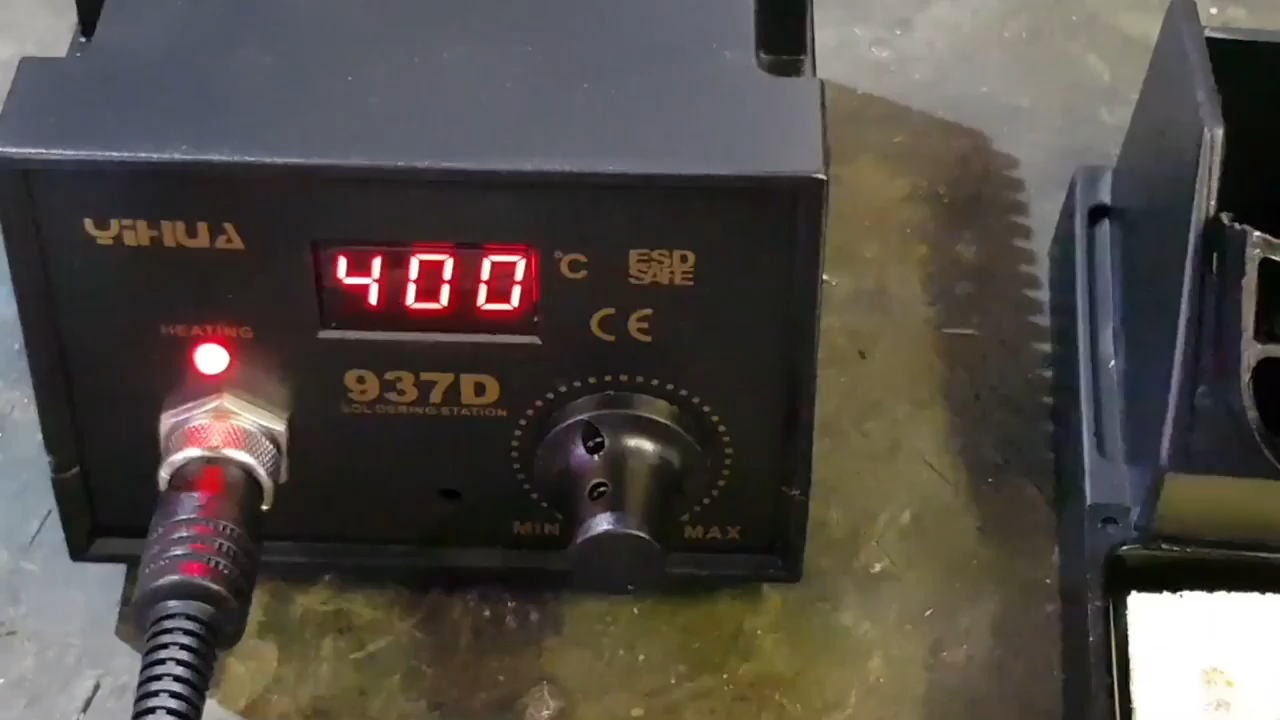 YIHUA
400
°C
ESD
SAFE
CE
HEATING
937D
SOLDERING STATION
MIN
MAX